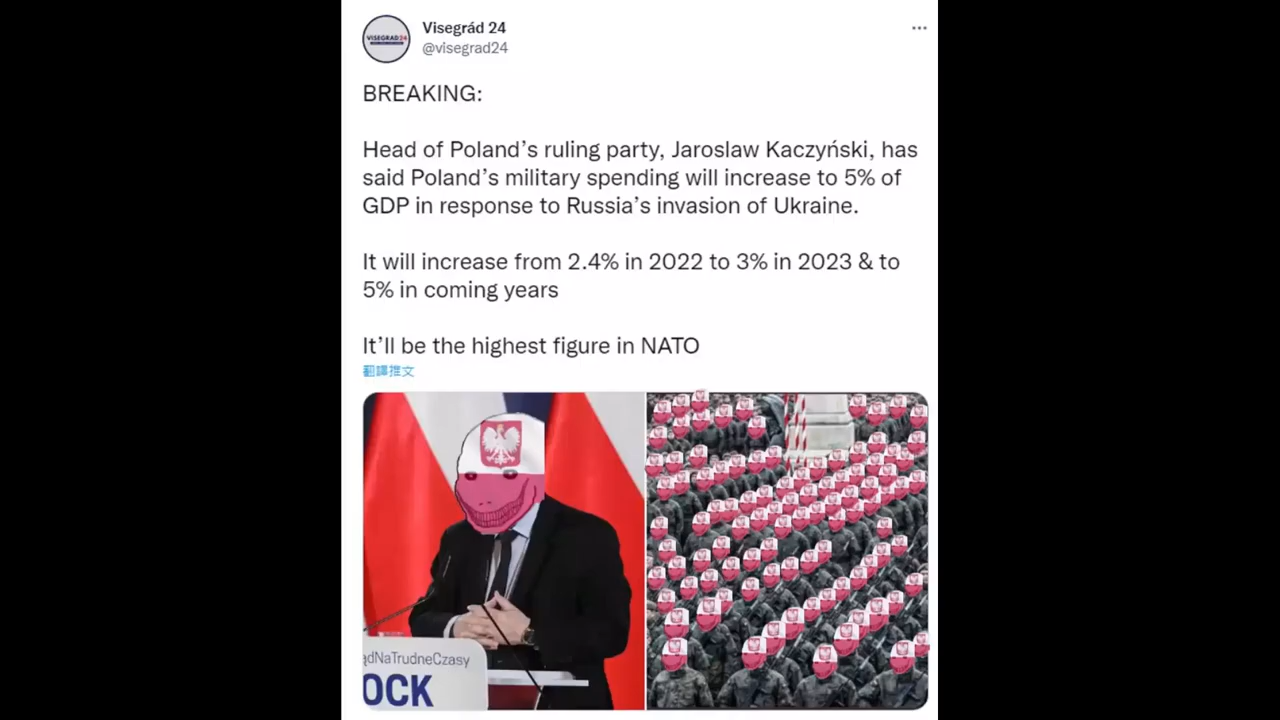 VISEGRAD24
Visegrád 24
@visegrad24
BREAKING:
Head of Poland’s ruling party, Jaroslaw Kaczyński, has
said Poland’s military spending will increase to 5% of
GDP in response to Russia’s invasion of Ukraine.
It will increase from 2.4% in 2022 to 3% in 2023 & to
5% in coming years
It’ll be the highest figure in NATO
翻譯推文
ądNaTrudneCzasy
OCK